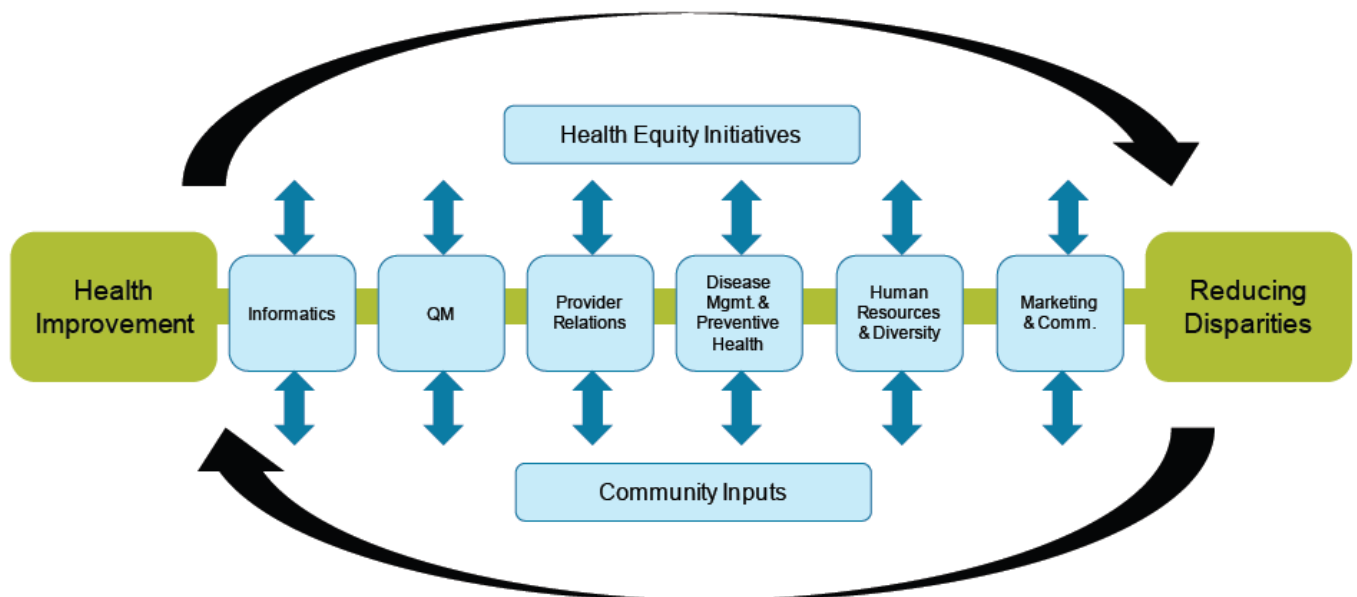 Health Equity Initiatives
Health
Improvement
Informatics
QM
Provider
Relations
Disease
Mgmt. &
Preventive
Health
Human
Resources
& Diversity
Marketing
& Comm.
Reducing
Disparities
Community Inputs